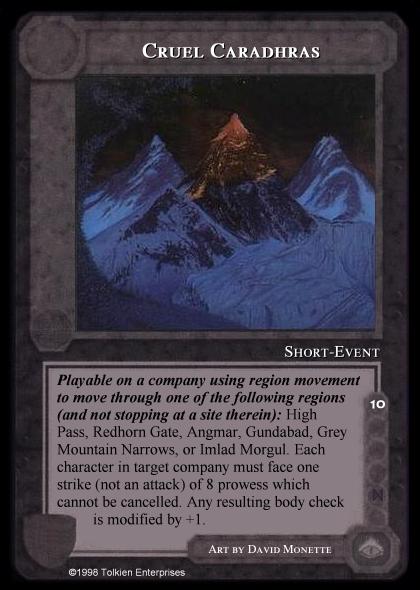 Cruel Caradhras
Short-Event
Playable on a company using region movement
to move through one of the following regions
(and not stopping at a site therein): High
Pass, Redhorn Gate, Angmar, Gundabad, Grey
Mountain Narrows, or Imlad Morgul. Each
character in target company must face one
strike (not an attack) of 8 prowess which
cannot be cancelled. Any resulting body check
is modified by +1.
10
N
Art by David Monette
©1998 Tolkien Enterprises